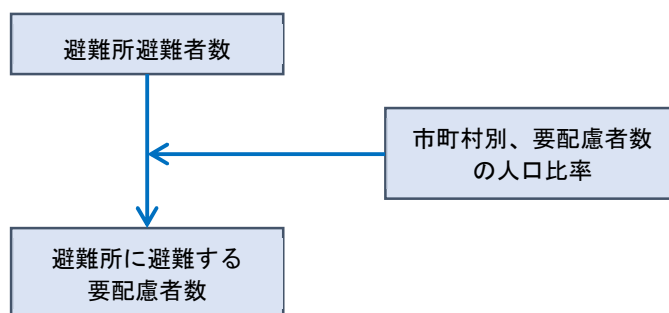 避難所避難者数
市町村別、要配慮者数
の人口比率
避難所に避難する
要配慮者数